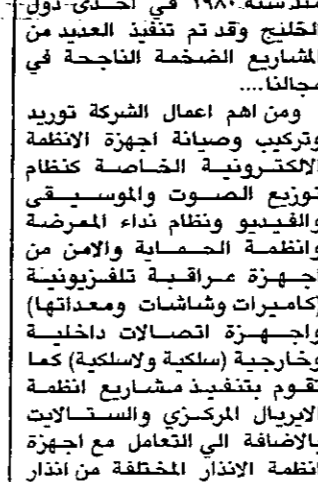 منذ سنة ١٩٨٠ في احدى دول
الخليج وقد تم تنفيذ العديد من
المشاريع الضخمة الناجحة في
مجالنا....
ومن اهم اعمال الشركة توريد
وتركيب وصيانة اجهزة الانظمة
الالكترونية الخاصة كنظام
توزيع الصوت والموسيقى
والفيديو ونظام نداء الممرضة
وانظمة الحماية والامن من
اجهزة مراقبة تلفزيونية
(كاميرات وشاشات ومعداتها)
واجهزة اتصالات داخلية
وخارجية (سلكية ولاسلكية) كما
تقوم بتنفيذ مشاريع انظمة
الايريال المركزي والستالايت
بالاضافة الي التعامل مع اجهزة
انظمة الانذار المختلفة من انذار